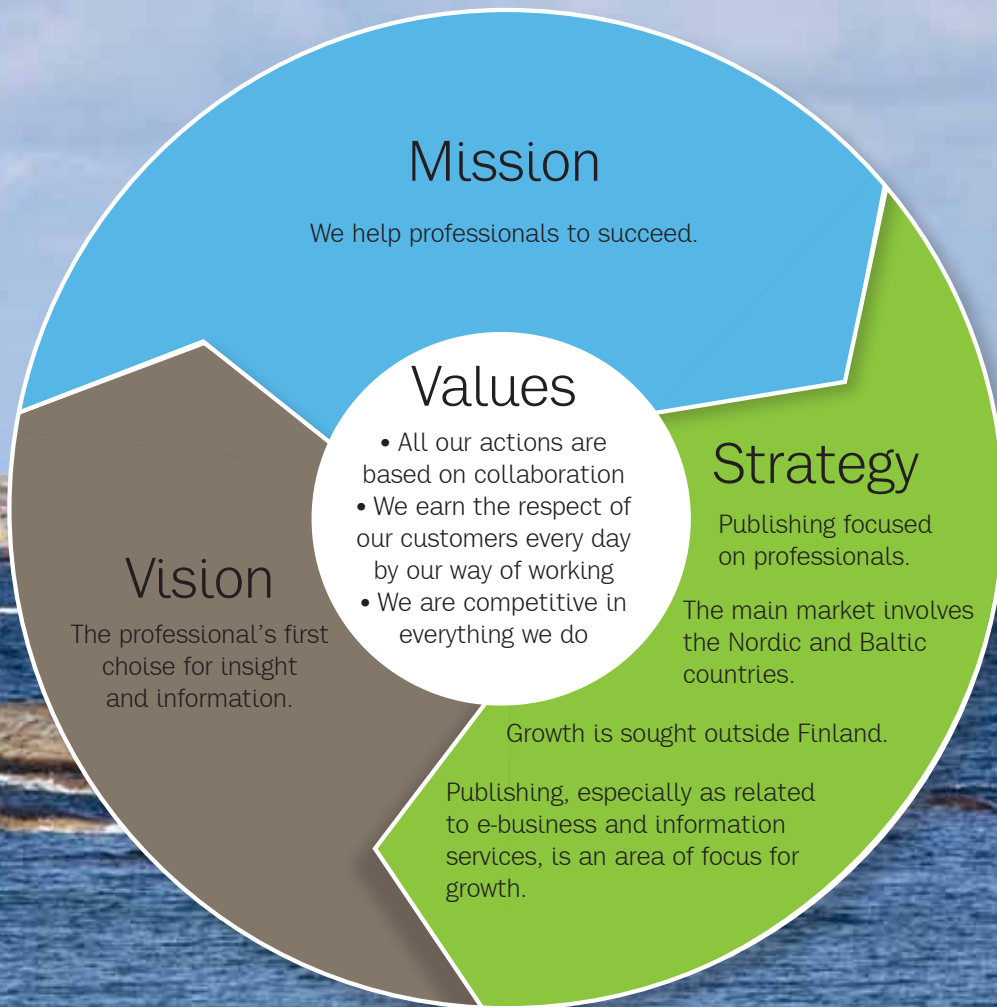 Mission
We help professionals to succeed.
Values
• All our actions are
based on collaboration
• We earn the respect of
our customers every day
by our way of working
• We are competitive in
everything we do
Strategy
Publishing focused
on professionals.
The main market involves
the Nordic and Baltic
countries.
Growth is sought outside Finland.
Publishing, especially as related
to e-business and information
services, is an area of focus for
growth.
Vision
The professional’s first
choise for insight
and information.